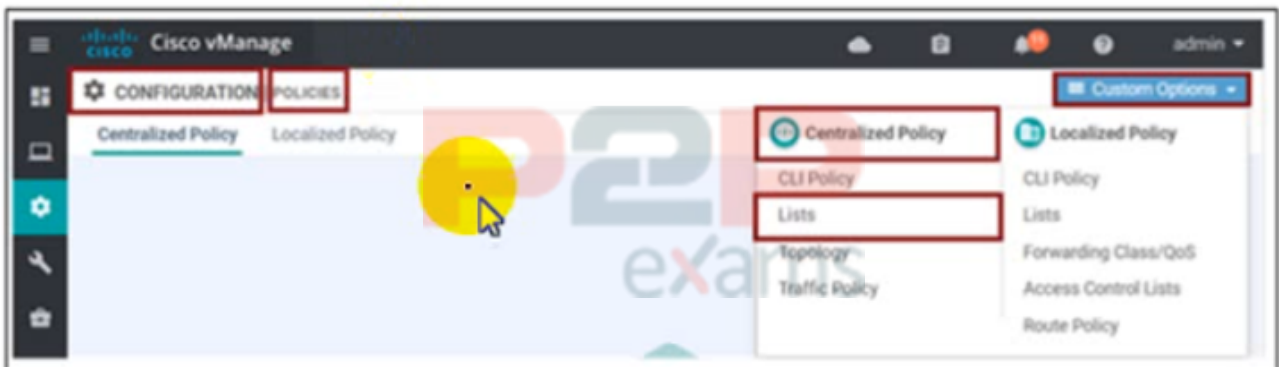 cisco Cisco vManage admin
CONFIGURATION POLICIES Custom Options
Centralized Policy Localized Policy
Centralized Policy Localized Policy
CLI Policy CLI Policy
Lists Lists
Topology Forwarding Class/QoS
Traffic Policy Access Control Lists
Route Policy
P2P
exams